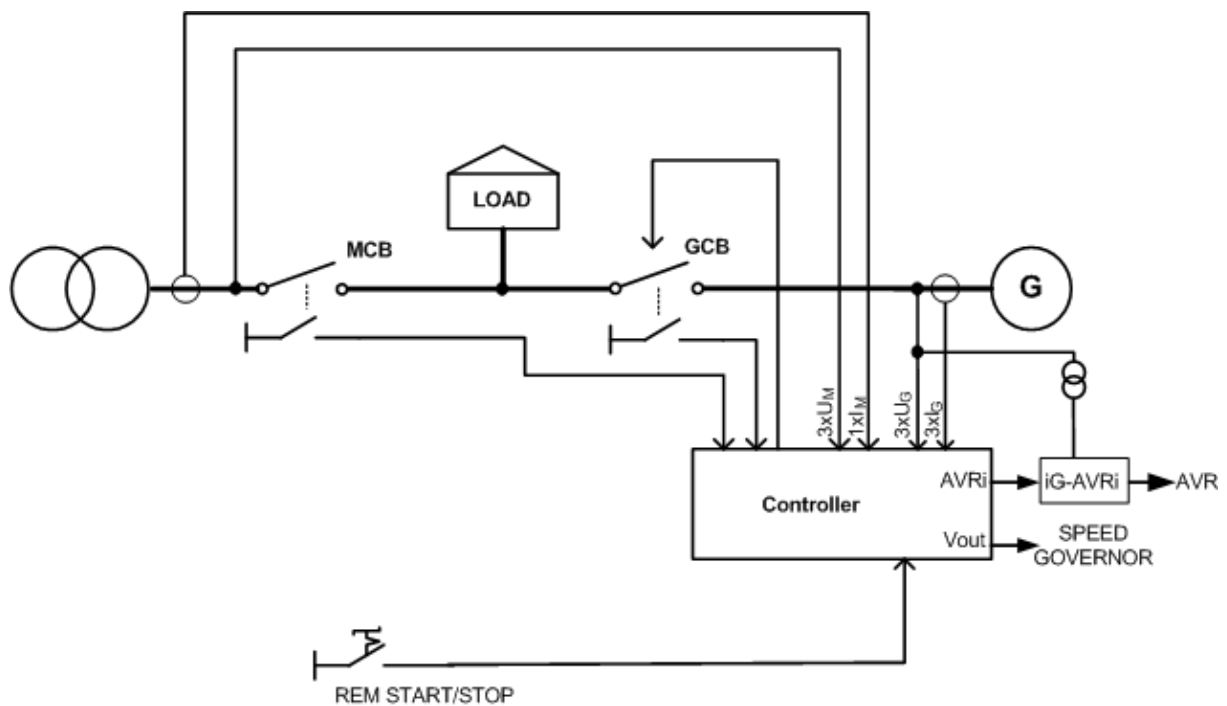 LOAD
MCB
GCB
G
3xUM
1xIM
3xUG
3xIG
AVRi
iG-AVRi
AVR
Controller
Vout
SPEED
GOVERNOR
REM START/STOP